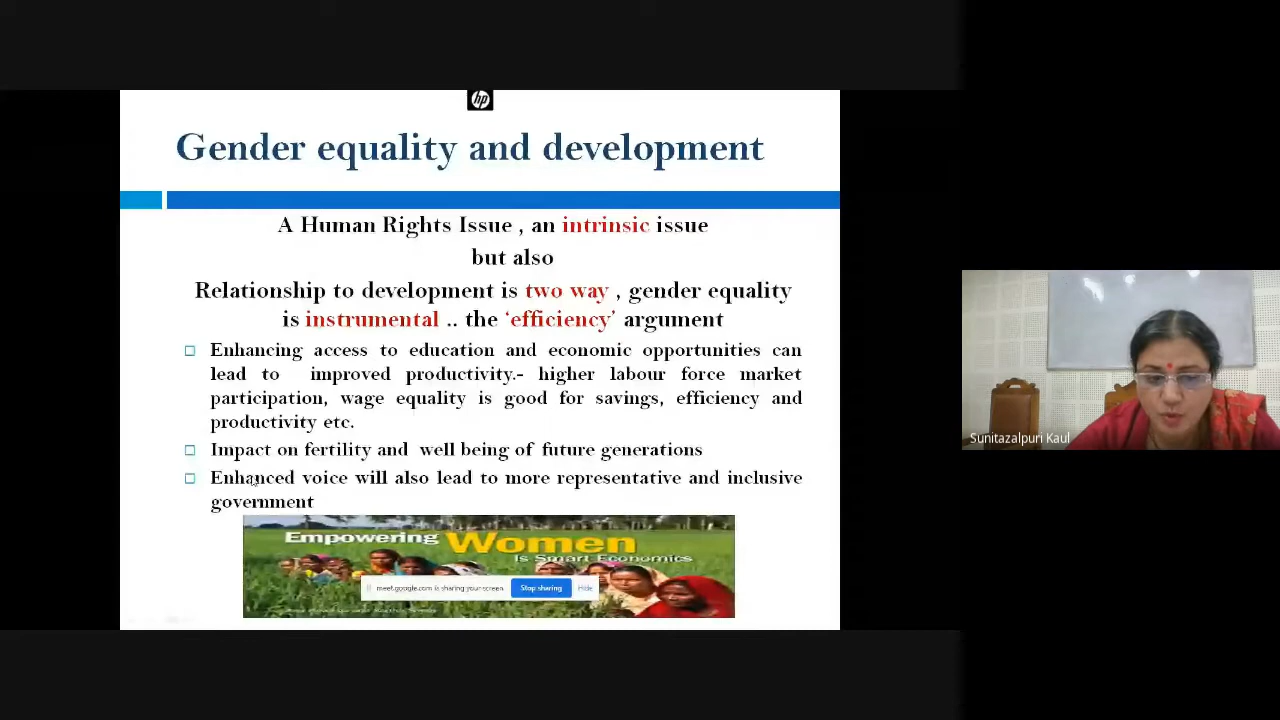 hp
Gender equality and development
A Human Rights Issue , an intrinsic issue
but also
Relationship to development is two way , gender equality
is instrumental .. the ‘efficiency’ argument
Enhancing access to education and economic opportunities can
lead to improved productivity.- higher labour force market
participation, wage equality is good for savings, efficiency and
productivity etc.
Impact on fertility and well being of future generations
Enhanced voice will also lead to more representative and inclusive
government
Empowering Women
Is Smart Economics
meet.google.com is sharing your screen. Stop sharing Hide
Sunitazalpuri Kaul